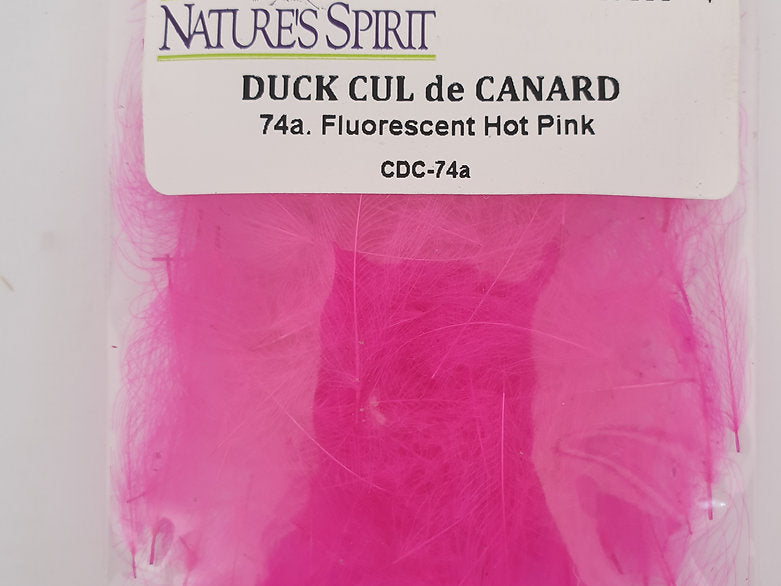 NATURE'S SPIRIT
DUCK CUL de CANARD
74a. Fluorescent Hot Pink
CDC-74a